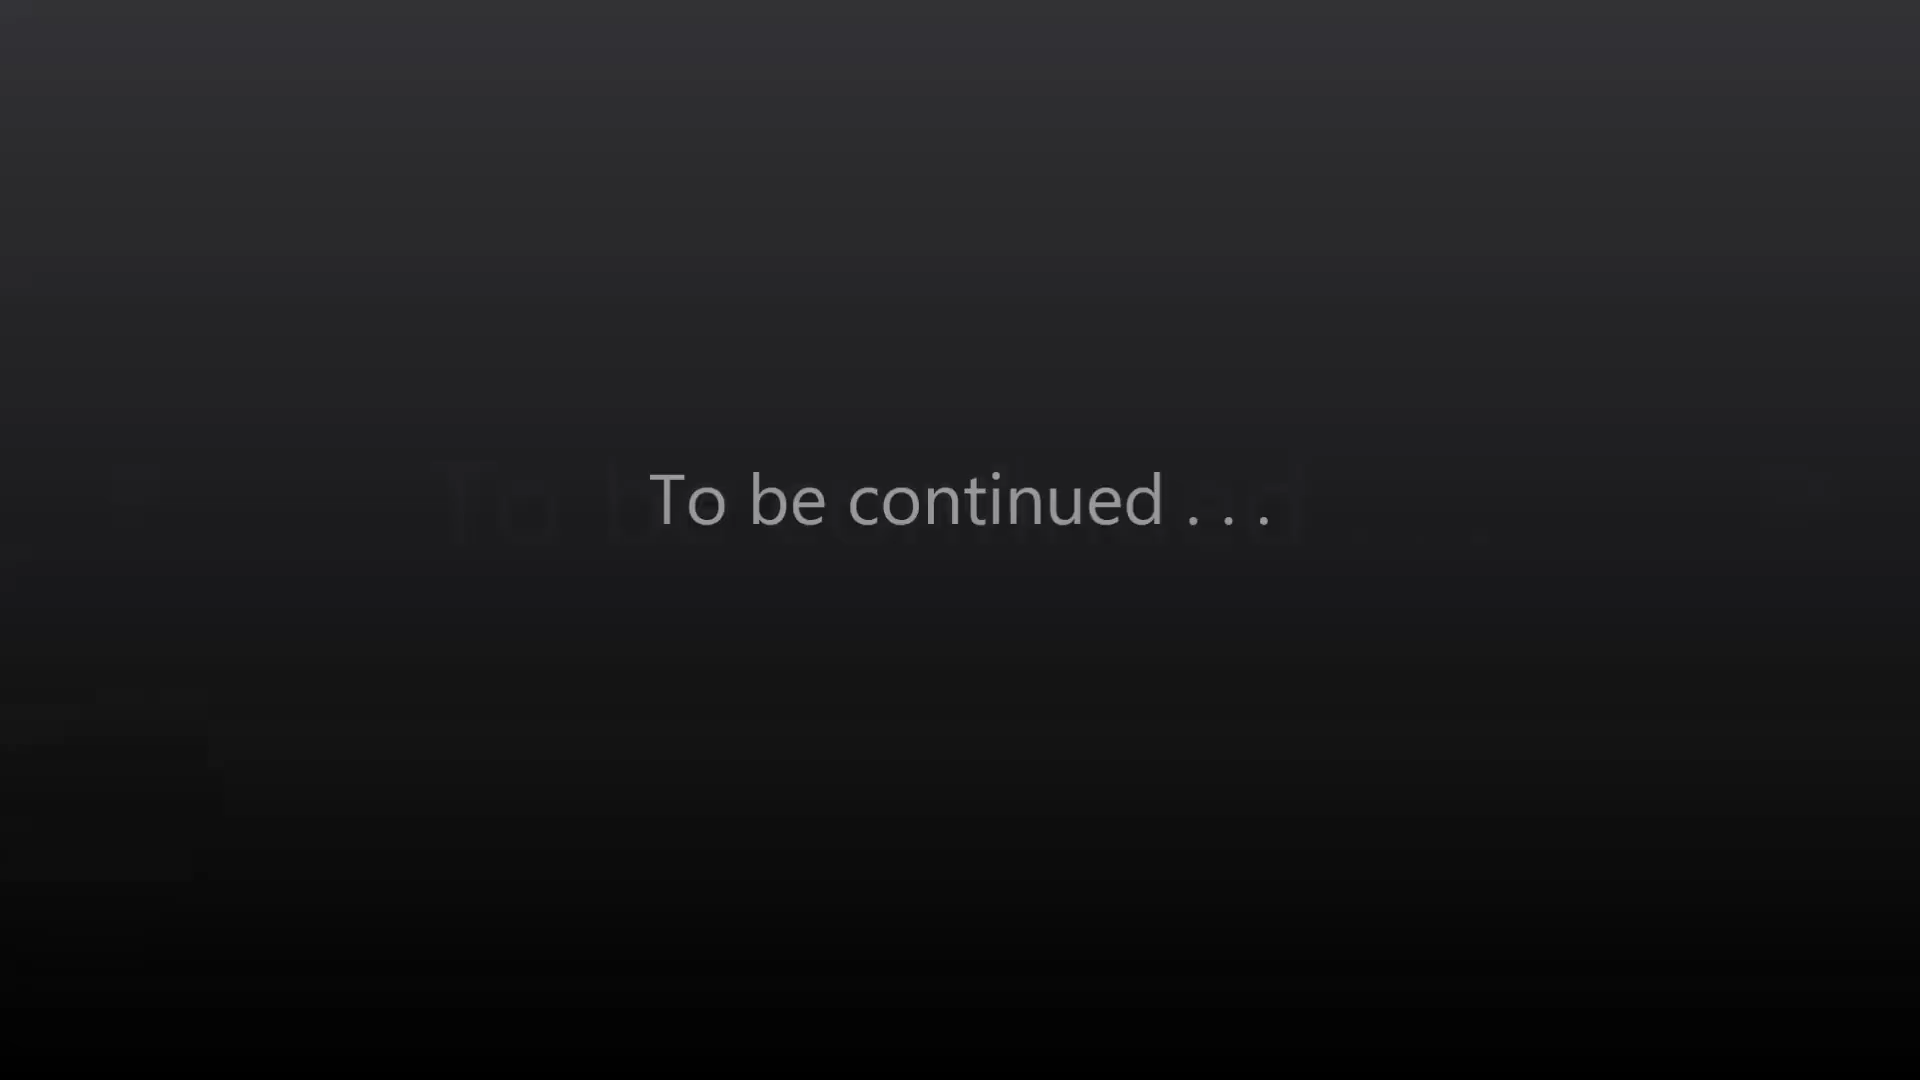 To be continued . . .